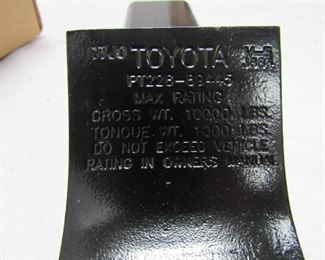 TOYOTA
PT228-89445
MAX RATING
GROSS WT. 10000 LBS.
TONGUE WT. 1000 LBS.
DO NOT EXCEED VEHICLE
RATING IN OWNERS MANUAL